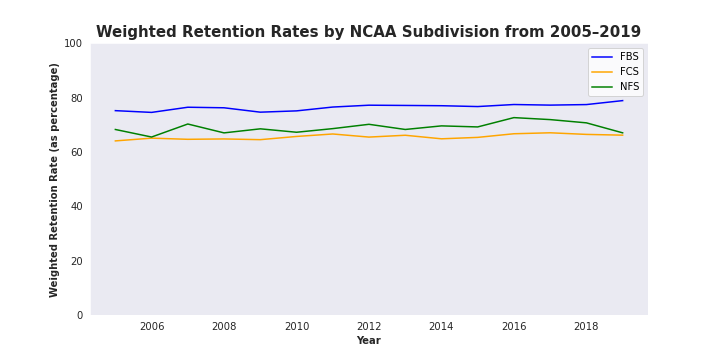 Weighted Retention Rates by NCAA Subdivision from 2005–2019
100
80
60
40
20
0
Weighted Retention Rate (as percentage)
FBS
FCS
NFS
2006 2008 2010 2012 2014 2016 2018
Year